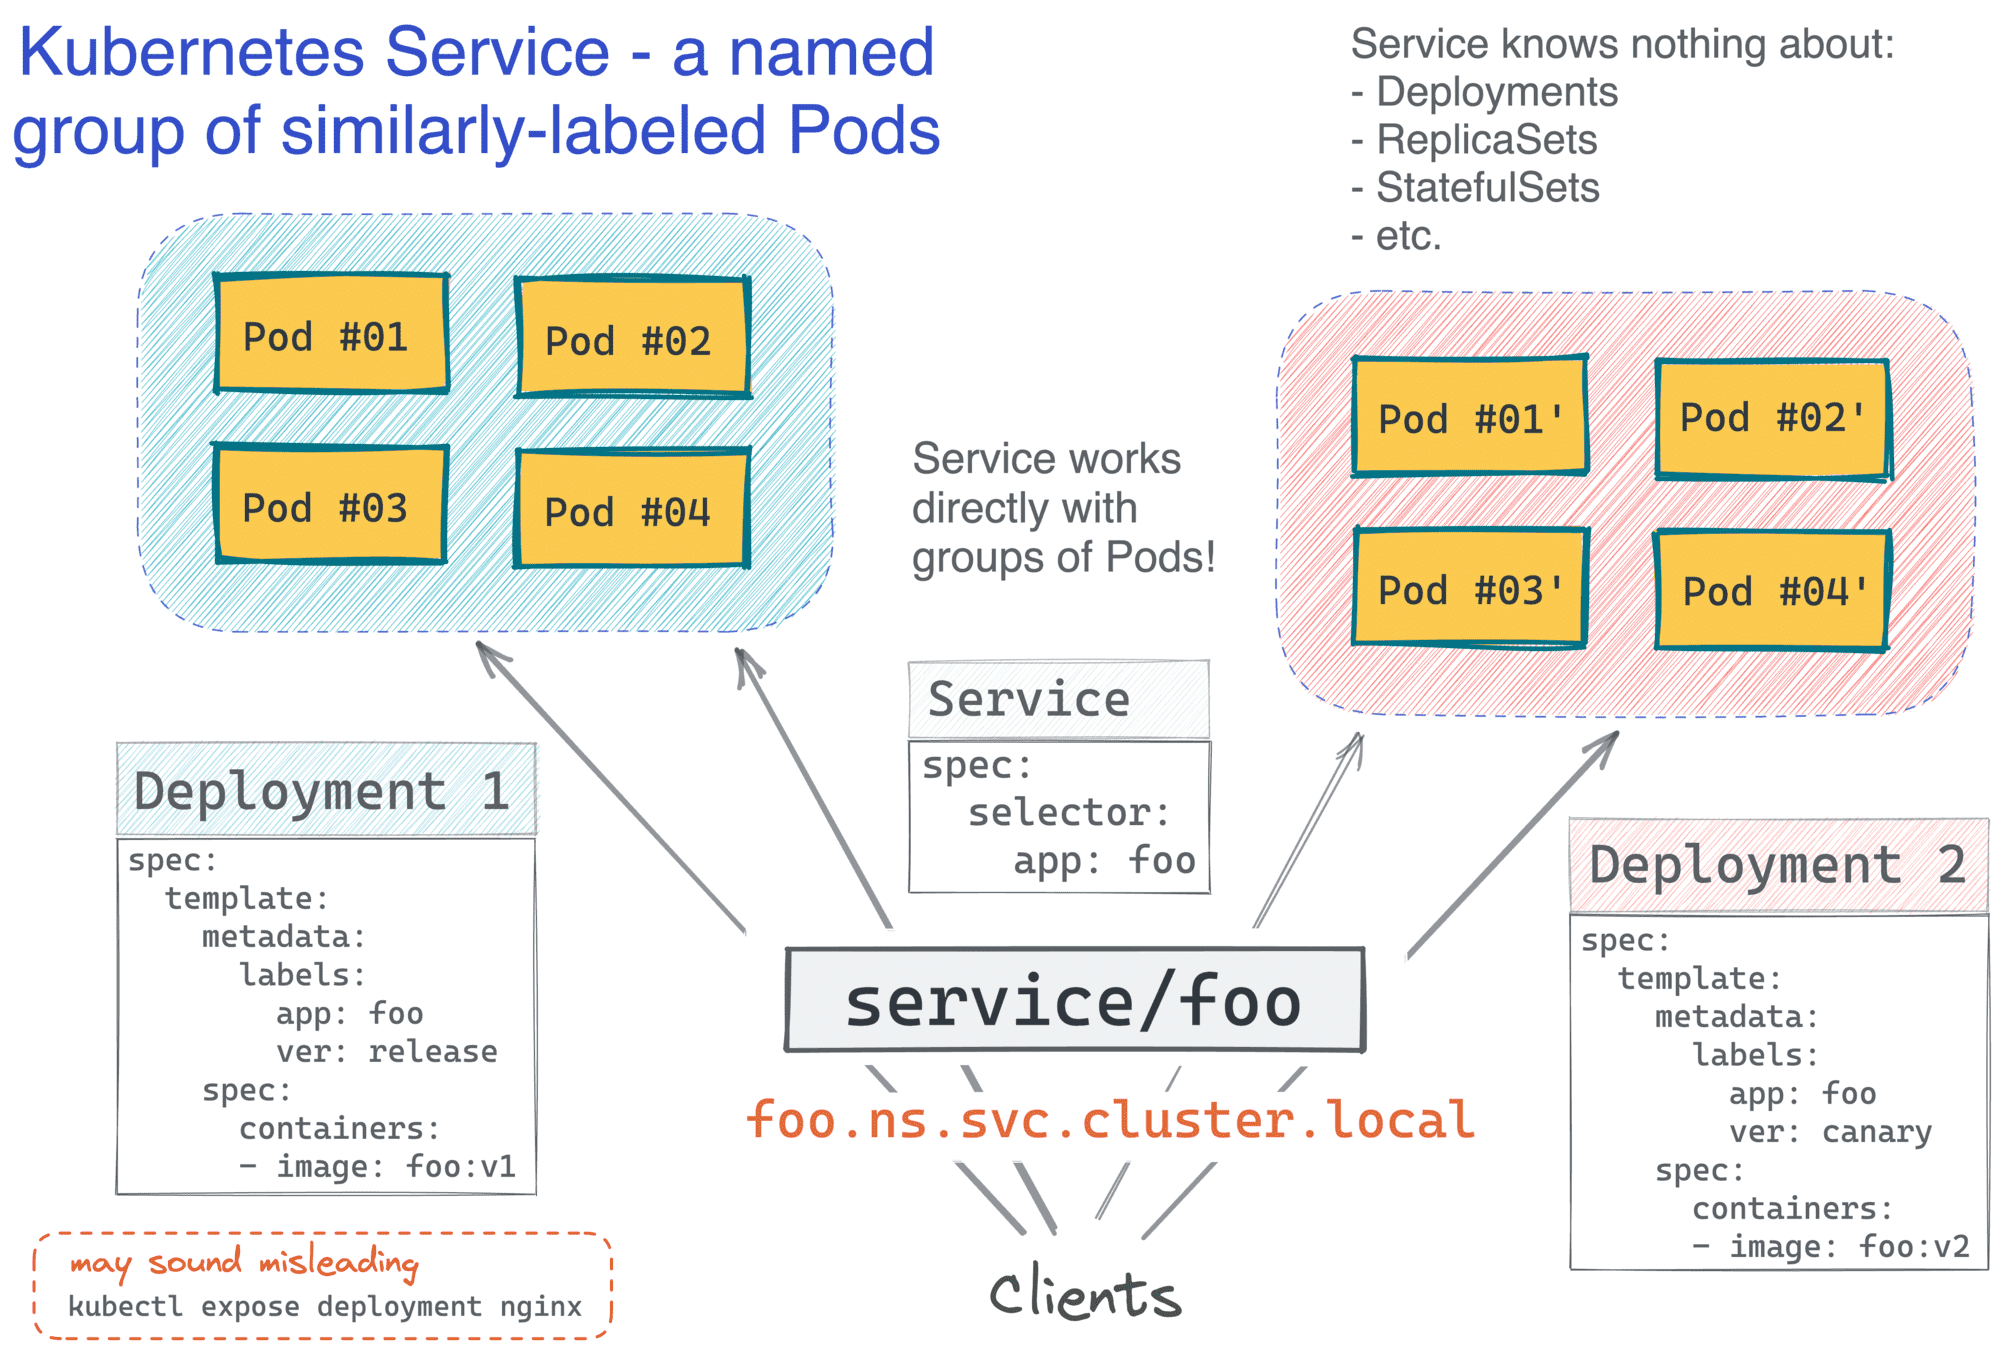 Kubernetes Service - a named
group of similarly-labeled Pods
Service knows nothing about:
- Deployments
- ReplicaSets
- StatefulSets
- etc.
Pod #01
Pod #02
Pod #03
Pod #04
Service works
directly with
groups of Pods!
Pod #01'
Pod #02'
Pod #03'
Pod #04'
Service
spec:
  selector:
    app: foo
Deployment 1
spec:
  template:
    metadata:
      labels:
        app: foo
        ver: release
    spec:
      containers:
      - image: foo:v1
Deployment 2
spec:
  template:
    metadata:
      labels:
        app: foo
        ver: canary
    spec:
      containers:
      - image: foo:v2
service/foo
foo.ns.svc.cluster.local
Clients
may sound misleading
kubectl expose deployment nginx